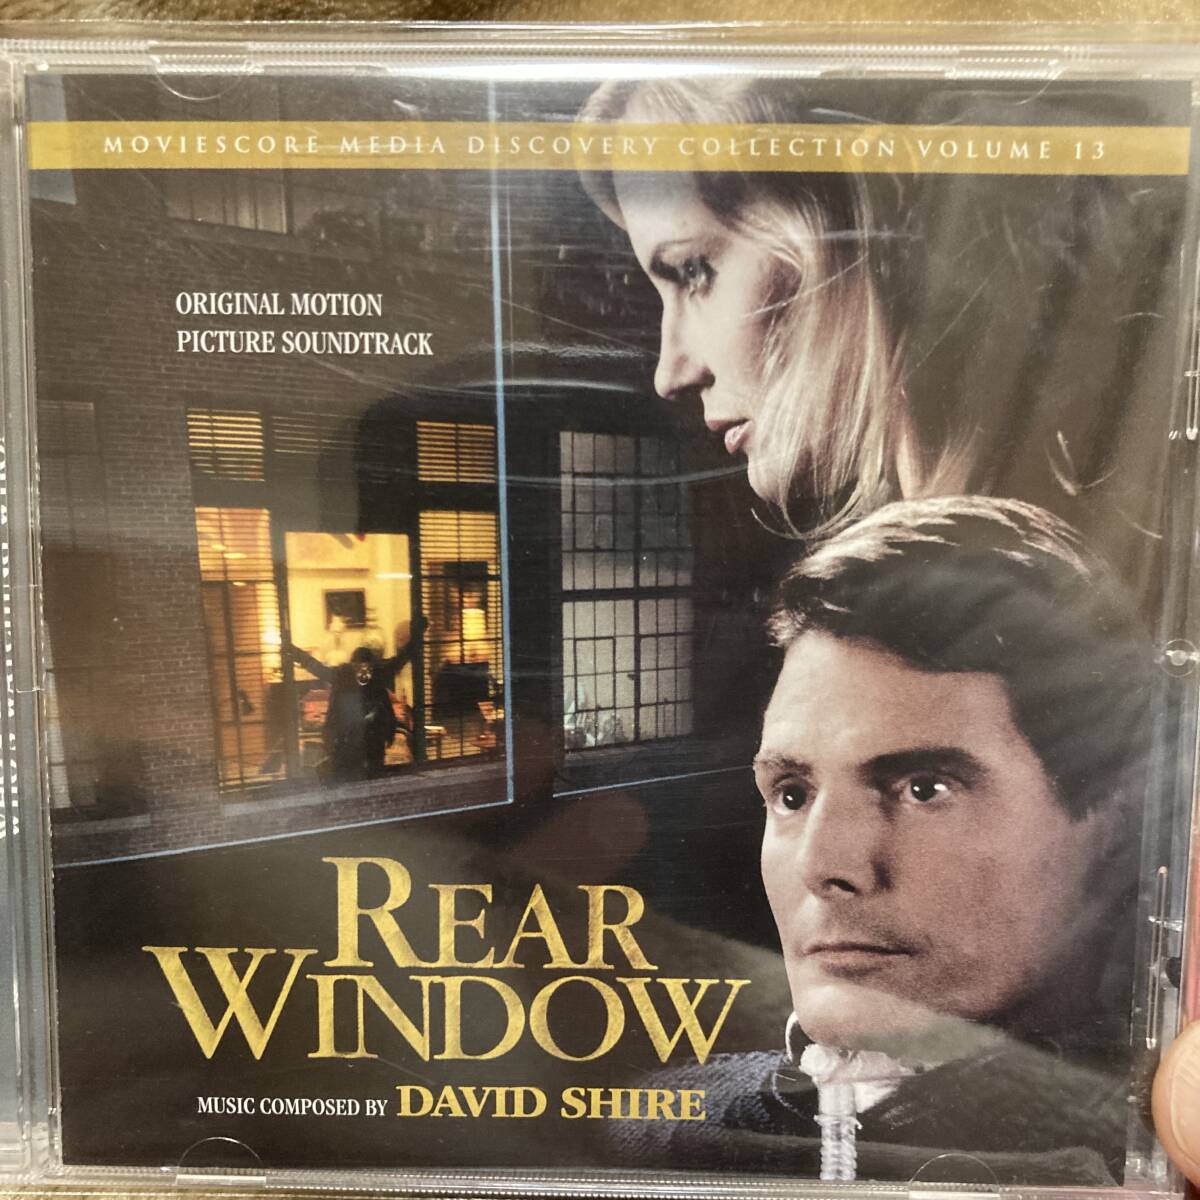 MOVIESCORE MEDIA DISCOVERY COLLECTION VOLUME 13
ORIGINAL MOTION
PICTURE SOUNDTRACK
REAR
WINDOW
MUSIC COMPOSED BY DAVID SHIRE